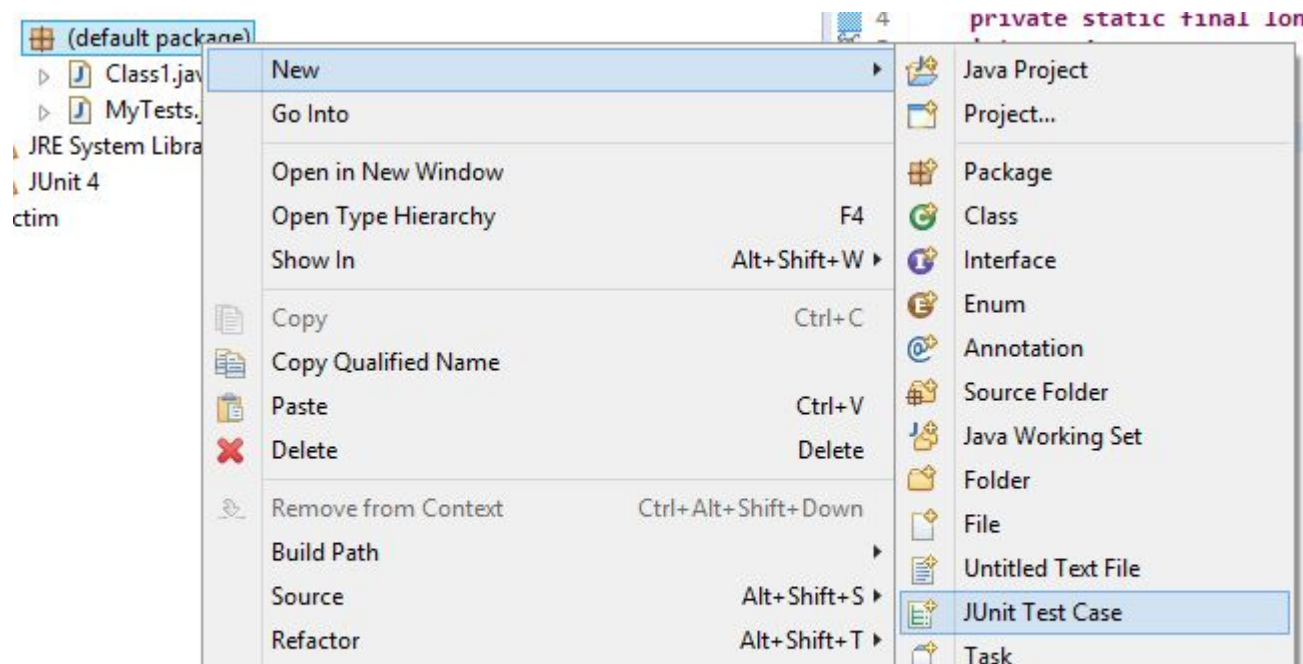 4 private static final lon
(default package)
Class1.jav
MyTests.
JRE System Libra
JUnit 4
ctim
New
Go Into
Open in New Window
Open Type Hierarchy F4
Show In Alt+Shift+W
Copy Ctrl+C
Copy Qualified Name
Paste Ctrl+V
Delete Delete
Remove from Context Ctrl+Alt+Shift+Down
Build Path
Source Alt+Shift+S
Refactor Alt+Shift+T
Java Project
Project...
Package
Class
Interface
Enum
Annotation
Source Folder
Java Working Set
Folder
File
Untitled Text File
JUnit Test Case
Task